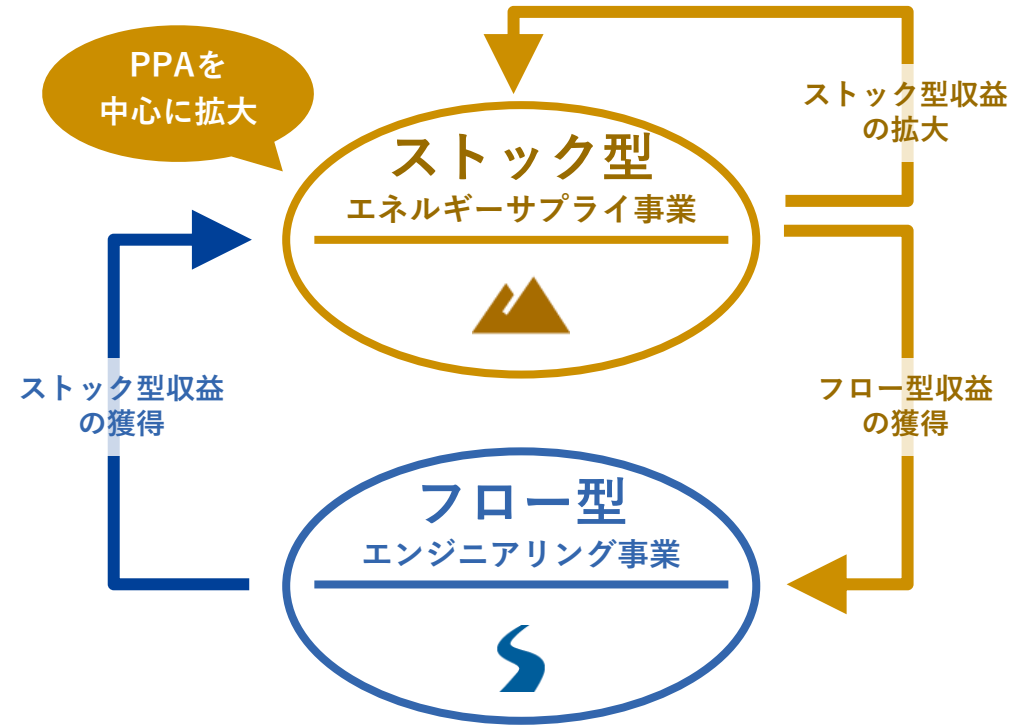 PPAを
中心に拡大
ストック型収益
の拡大
ストック型
エネルギーサプライ事業
ストック型収益
の獲得
フロー型収益
の獲得
フロー型
エンジニアリング事業